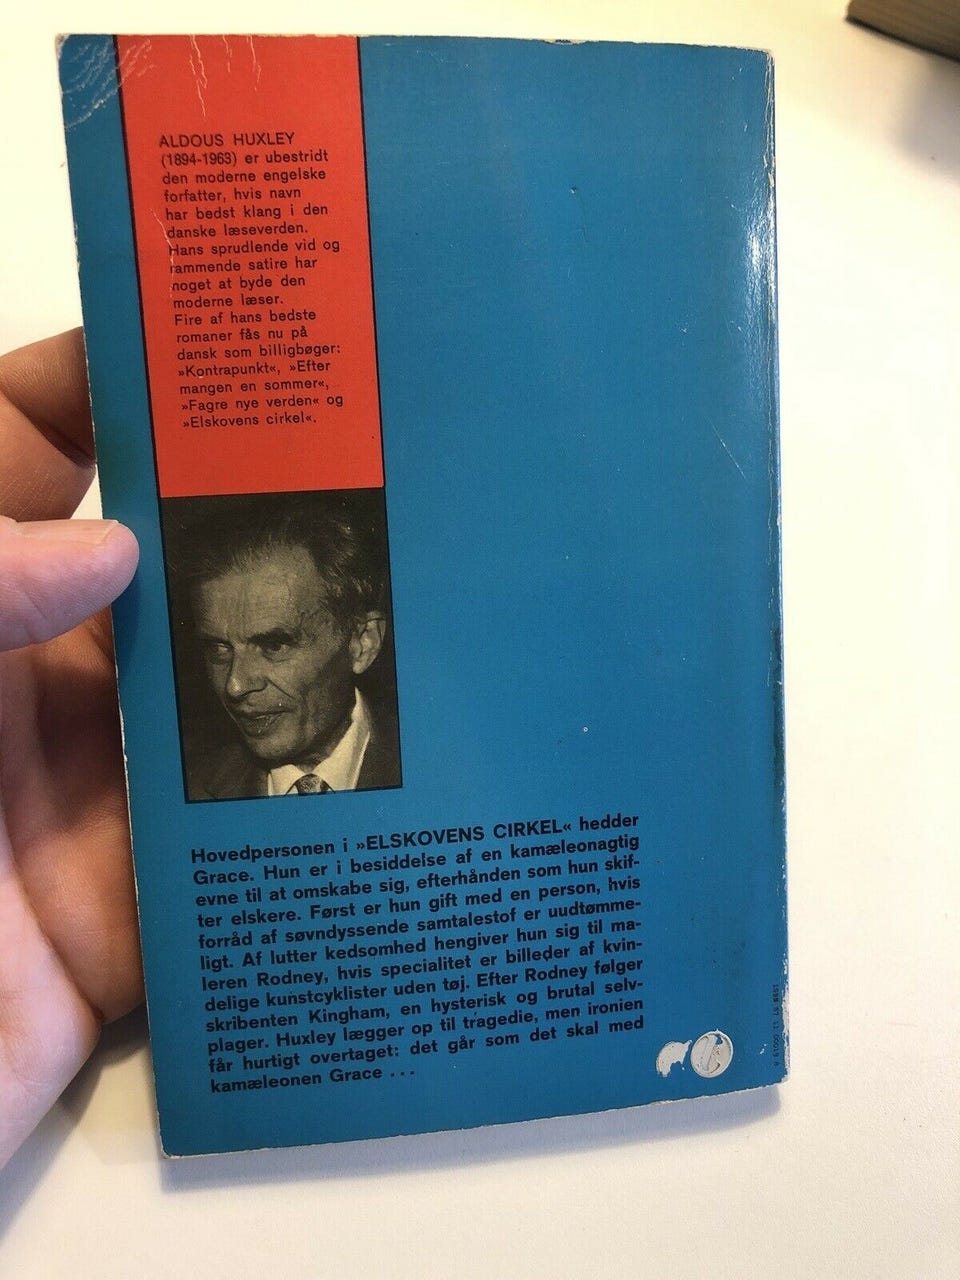 ALDOUS HUXLEY
(1894-1963) er ubestridt
den moderne engelske
forfatter, hvis navn
har bedst klang i den
danske læseverden.
Hans sprudlende vid og
rammende satire har
noget at byde den
moderne læser.
Fire af hans bedste
romaner fås nu på
dansk som billigbøger:
»Kontrapunkt«, »Efter
mangen en sommer«,
»Fagre nye verden« og
»Elskovens cirkel«.
Hovedpersonen i »ELSKOVENS CIRKEL« hedder
Grace. Hun er i besiddelse af en kamæleonagtig
evne til at omskabe sig, efterhånden som hun skif-
ter elskere. Først er hun gift med en person, hvis
forråd af søvndyssende samtalestof er uudtømme-
ligt. Af lutter kedsomhed hengiver hun sig til ma-
leren Rodney, hvis specialitet er billeder af kvin-
delige kunstcyklister uden tøj. Efter Rodney følger
skribenten Kingham, en hysterisk og brutal selv-
plager. Huxley lægger op til tragedie, men ironien
får hurtigt overtaget: det går som det skal med
kamæleonen Grace ...